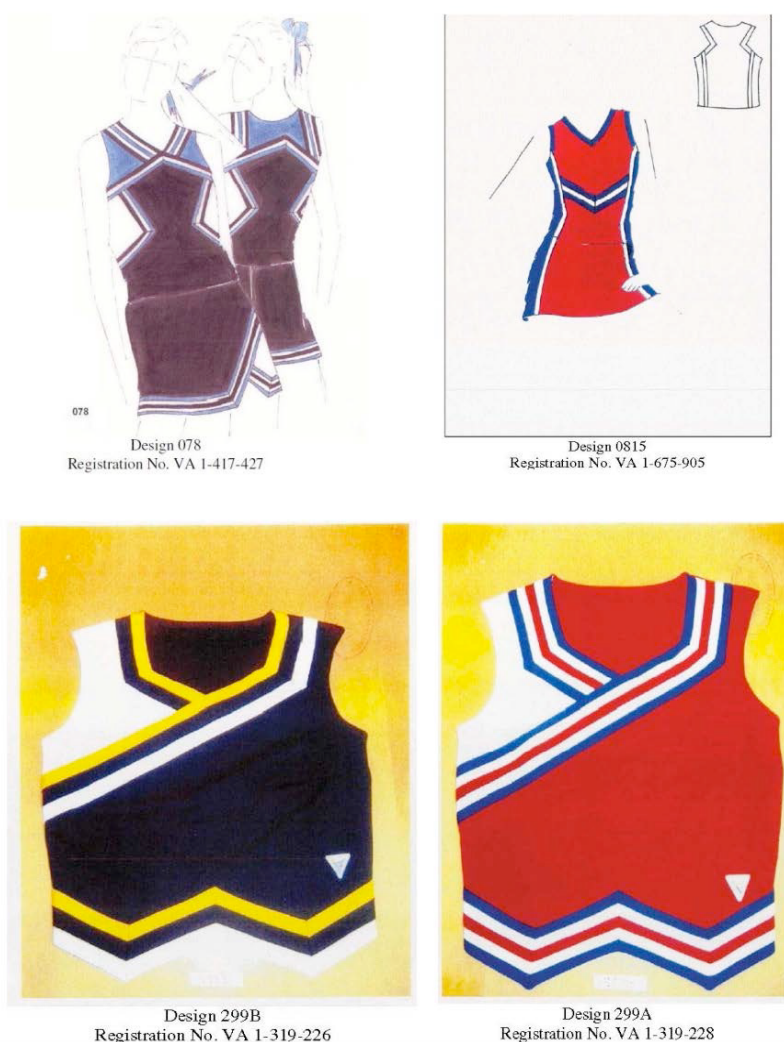 078
Design 078
Registration No. VA 1-417-427
Design 0815
Registration No. VA 1-675-905
Design 299B
Registration No. VA 1-319-226
Design 299A
Registration No. VA 1-319-228